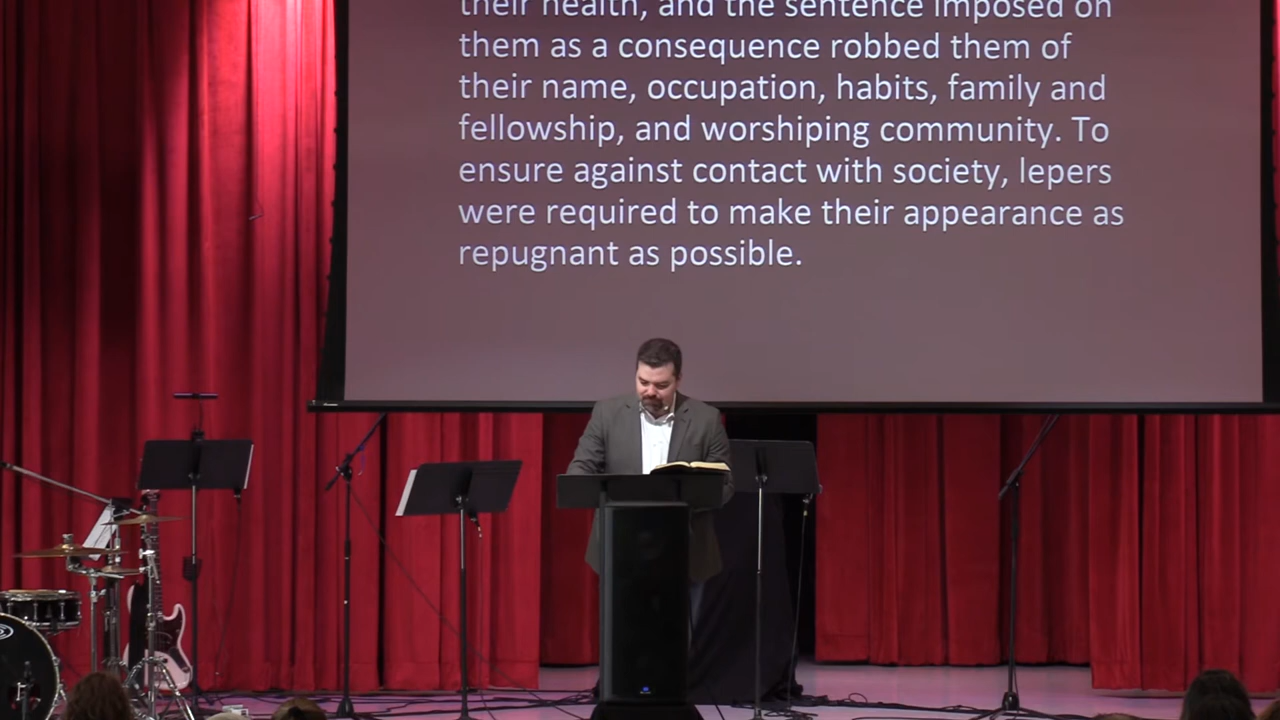 their health, and the sentence imposed on
them as a consequence robbed them of
their name, occupation, habits, family and
fellowship, and worshiping community. To
ensure against contact with society, lepers
were required to make their appearance as
repugnant as possible.